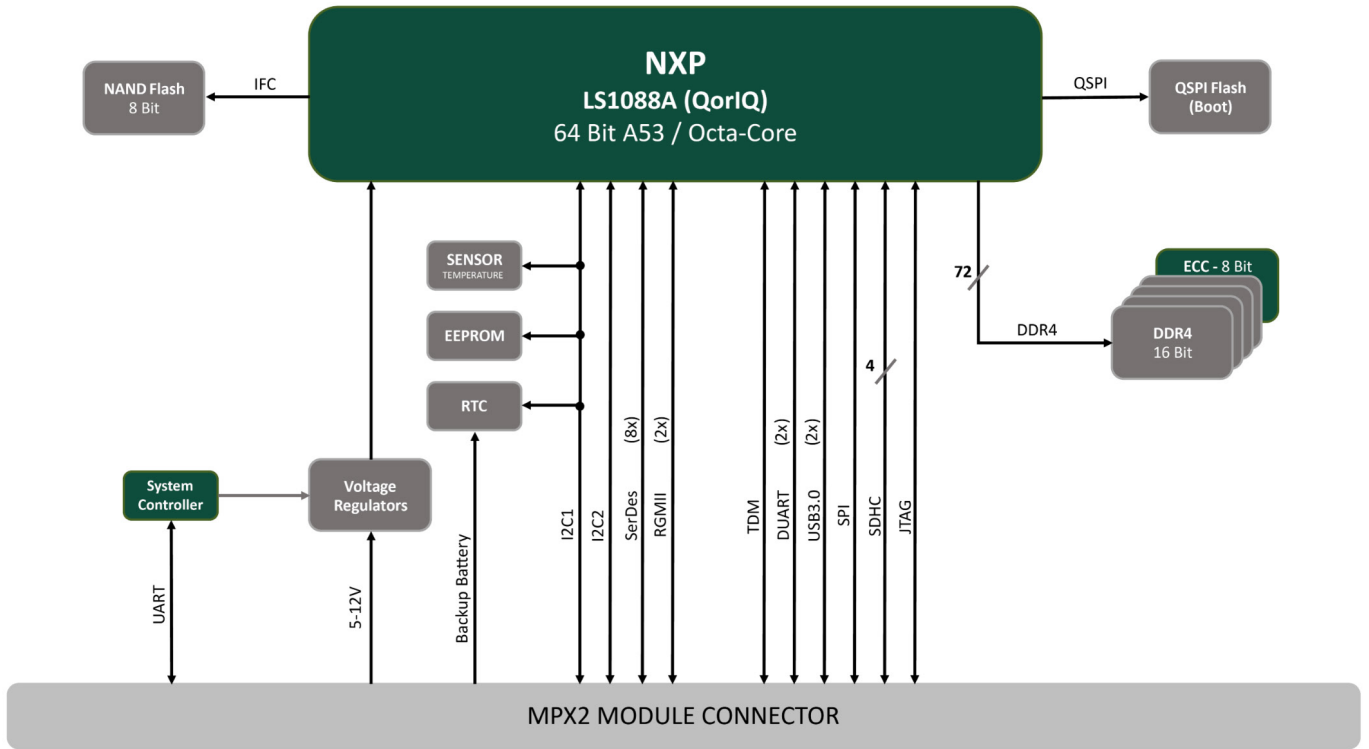 NXP
LS1088A (QorIQ)
64 Bit A53 / Octa-Core
NAND Flash
8 Bit
IFC
QSPI
QSPI Flash
(Boot)
SENSOR
TEMPERATURE
EEPROM
RTC
72
ECC - 8 Bit
DDR4
DDR4
16 Bit
4
System
Controller
Voltage
Regulators
UART
5-12V
Backup Battery
I2C1
I2C2
SerDes (8x)
RGMII (2x)
TDM
DUART (2x)
USB3.0 (2x)
SPI
SDHC
JTAG
MPX2 MODULE CONNECTOR